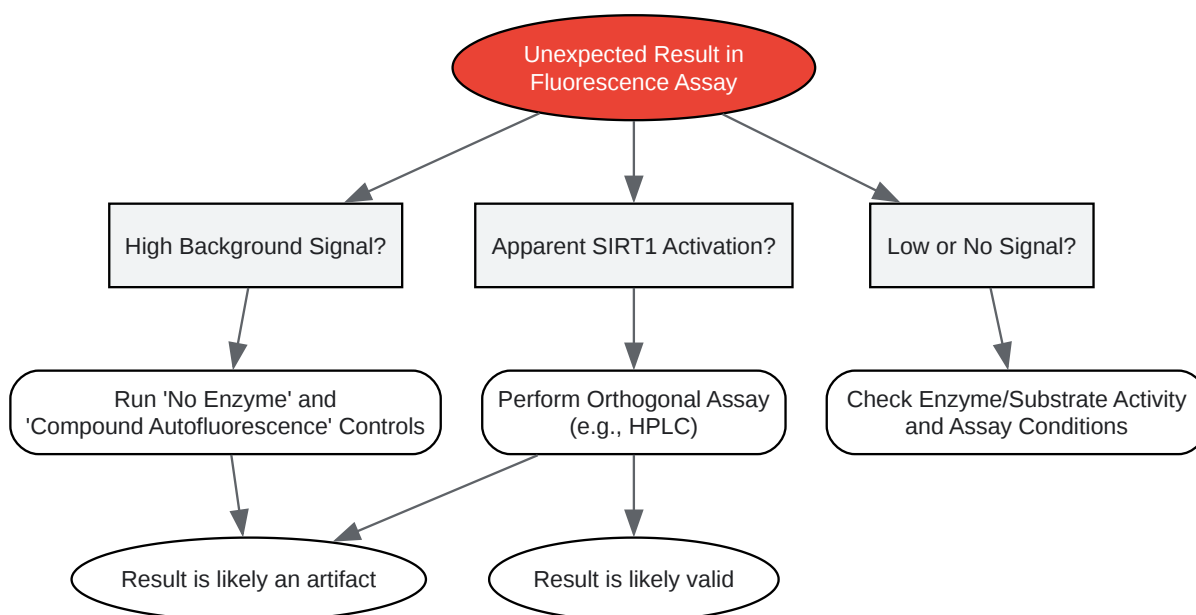 Unexpected Result in
Fluorescence Assay
High Background Signal?
Apparent SIRT1 Activation?
Low or No Signal?
Run 'No Enzyme' and
'Compound Autofluorescence' Controls
Perform Orthogonal Assay
(e.g., HPLC)
Check Enzyme/Substrate Activity
and Assay Conditions
Result is likely an artifact
Result is likely valid